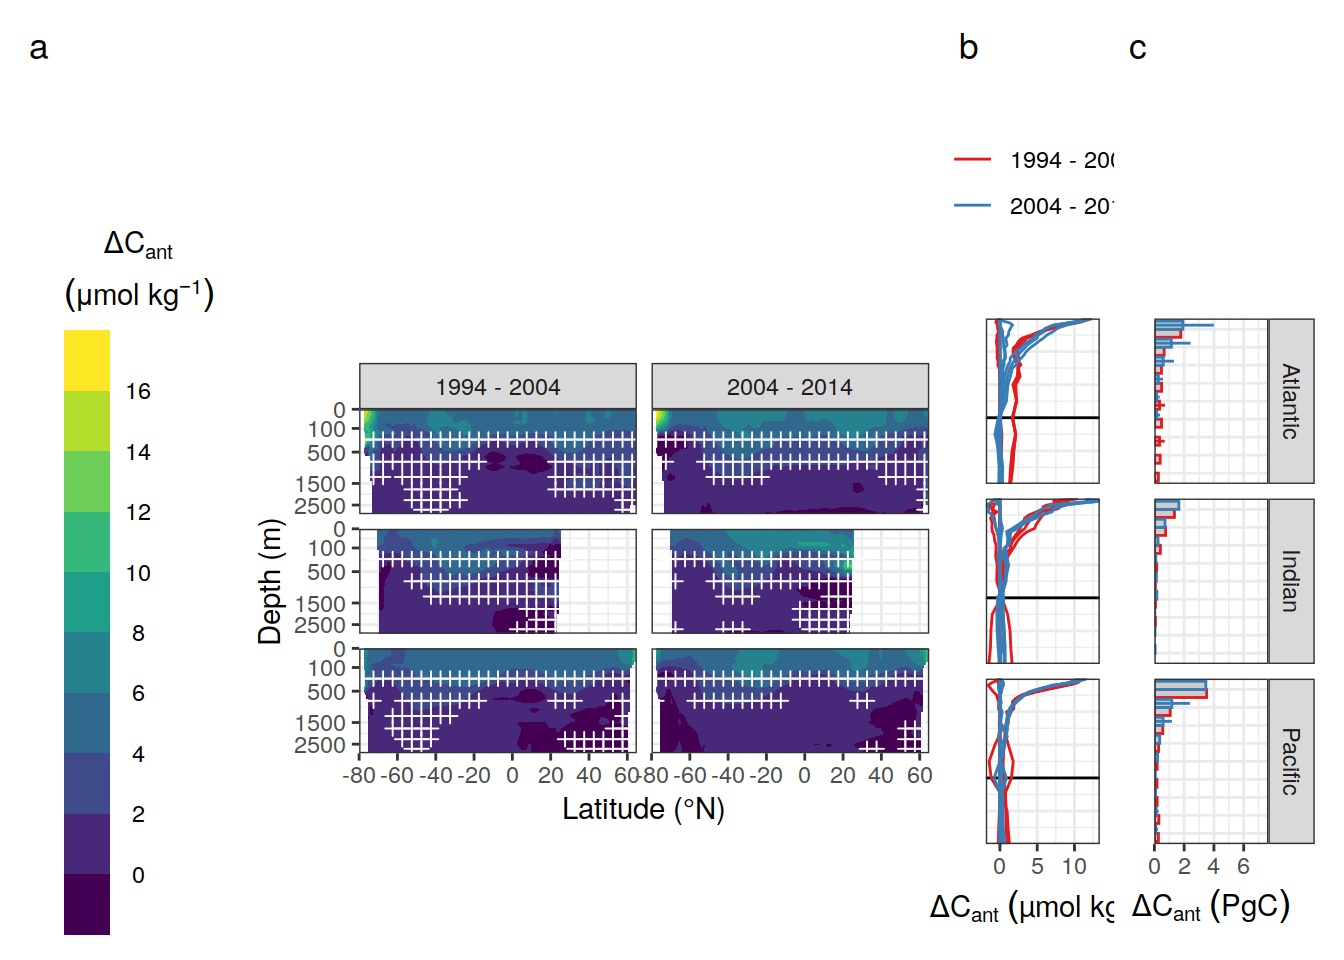 a
b
c
1994 - 200
2004 - 201
ΔCant
(μmol kg−1)
16
14
12
10
8
6
4
2
0
1994 - 2004
2004 - 2014
Depth (m)
0
100
500
1500
2500
0
100
500
1500
2500
0
100
500
1500
2500
-80 -60 -40 -20 0 20 40 60
-80 -60 -40 -20 0 20 40 60
Latitude (°N)
Atlantic
Indian
Pacific
0 5 10
0 2 4 6
ΔCant (μmol kg
ΔCant (PgC)